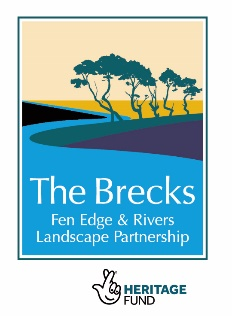 The Brecks
Fen Edge & Rivers
Landscape Partnership
HERITAGE
FUND